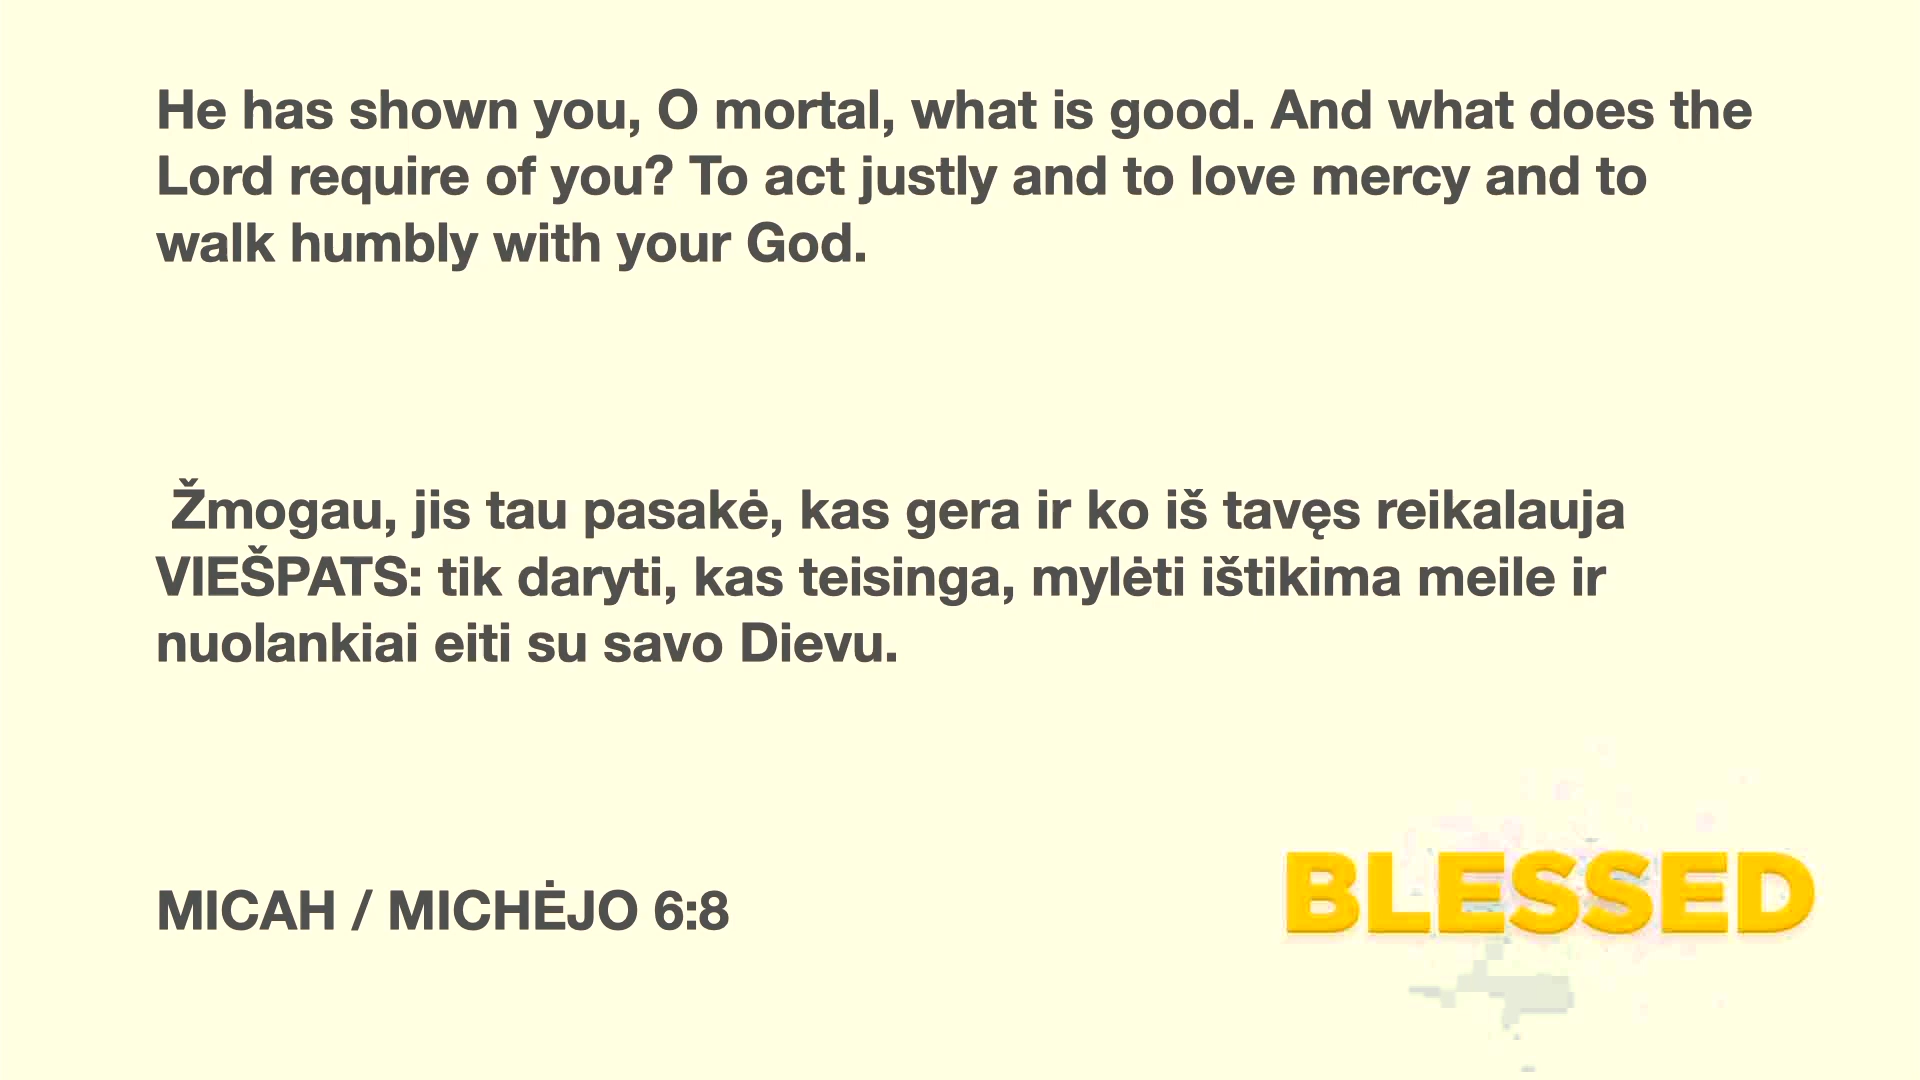 He has shown you, O mortal, what is good. And what does the
Lord require of you? To act justly and to love mercy and to
walk humbly with your God.
Žmogau, jis tau pasakė, kas gera ir ko iš tavęs reikalauja
VIEŠPATS: tik daryti, kas teisinga, mylėti ištikima meile ir
nuolankiai eiti su savo Dievu.
MICAH / MICHĖJO 6:8
BLESSED